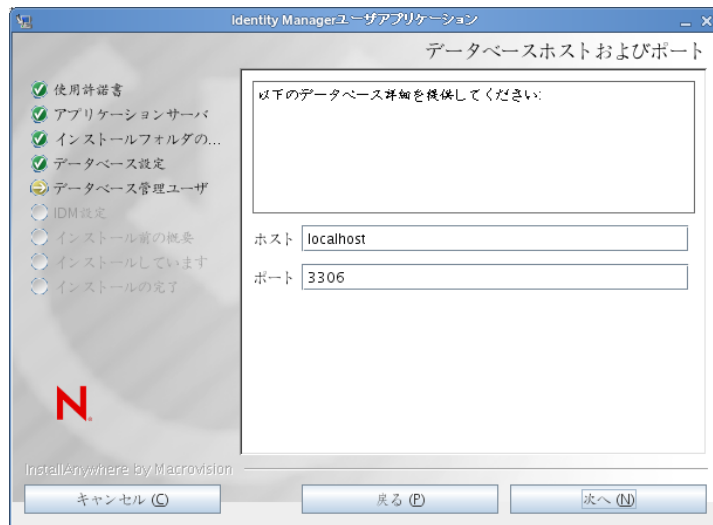 Identity Managerユーザアプリケーション
データベースホストおよびポート
使用許諾書
アプリケーションサーバ
インストールフォルダの...
データベース設定
データベース管理ユーザ
IDM設定
インストール前の概要
インストールしています
インストールの完了
以下のデータベース詳細を提供してください:
ホスト localhost
ポート 3306
N
InstallAnywhere by Macrovision
キャンセル (C)
戻る (P)
次へ (N)